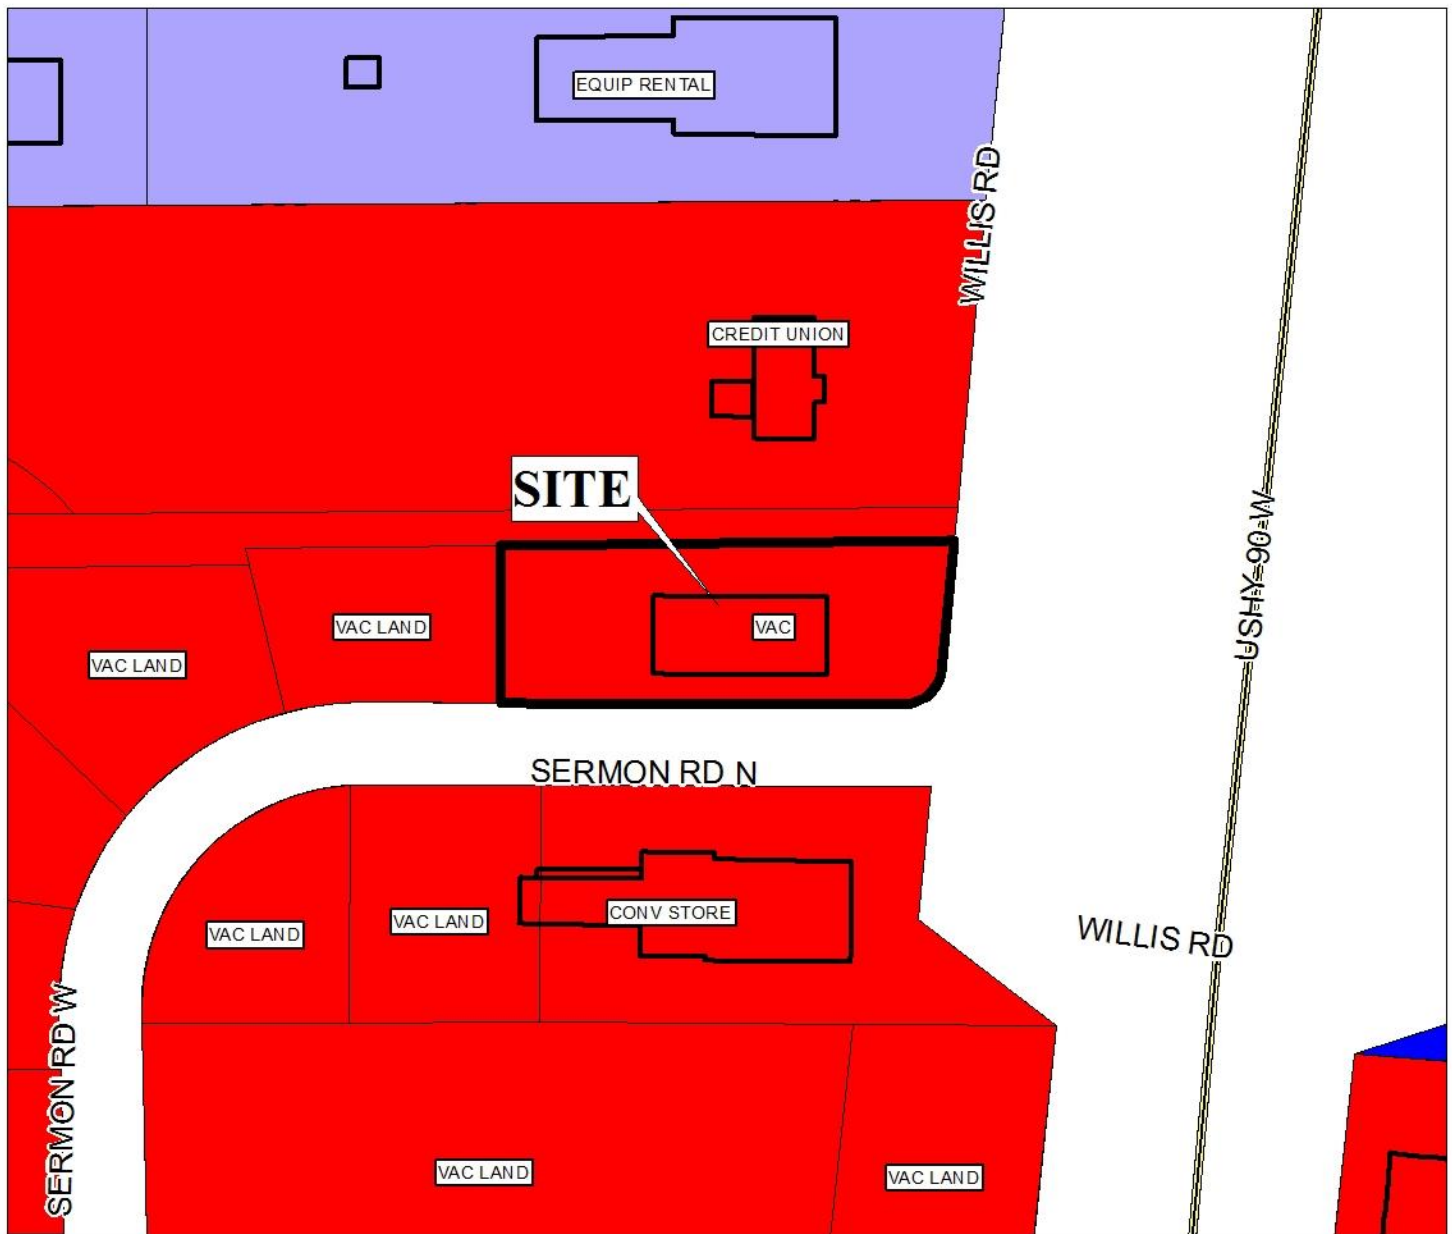 EQUIP RENTAL
WILLIS RD
CREDIT UNION
SITE
USHY 90 W
VAC LAND
VAC
VAC LAND
SERMON RD N
CONV STORE
VAC LAND
VAC LAND
WILLIS RD
SERMON RD W
VAC LAND
VAC LAND